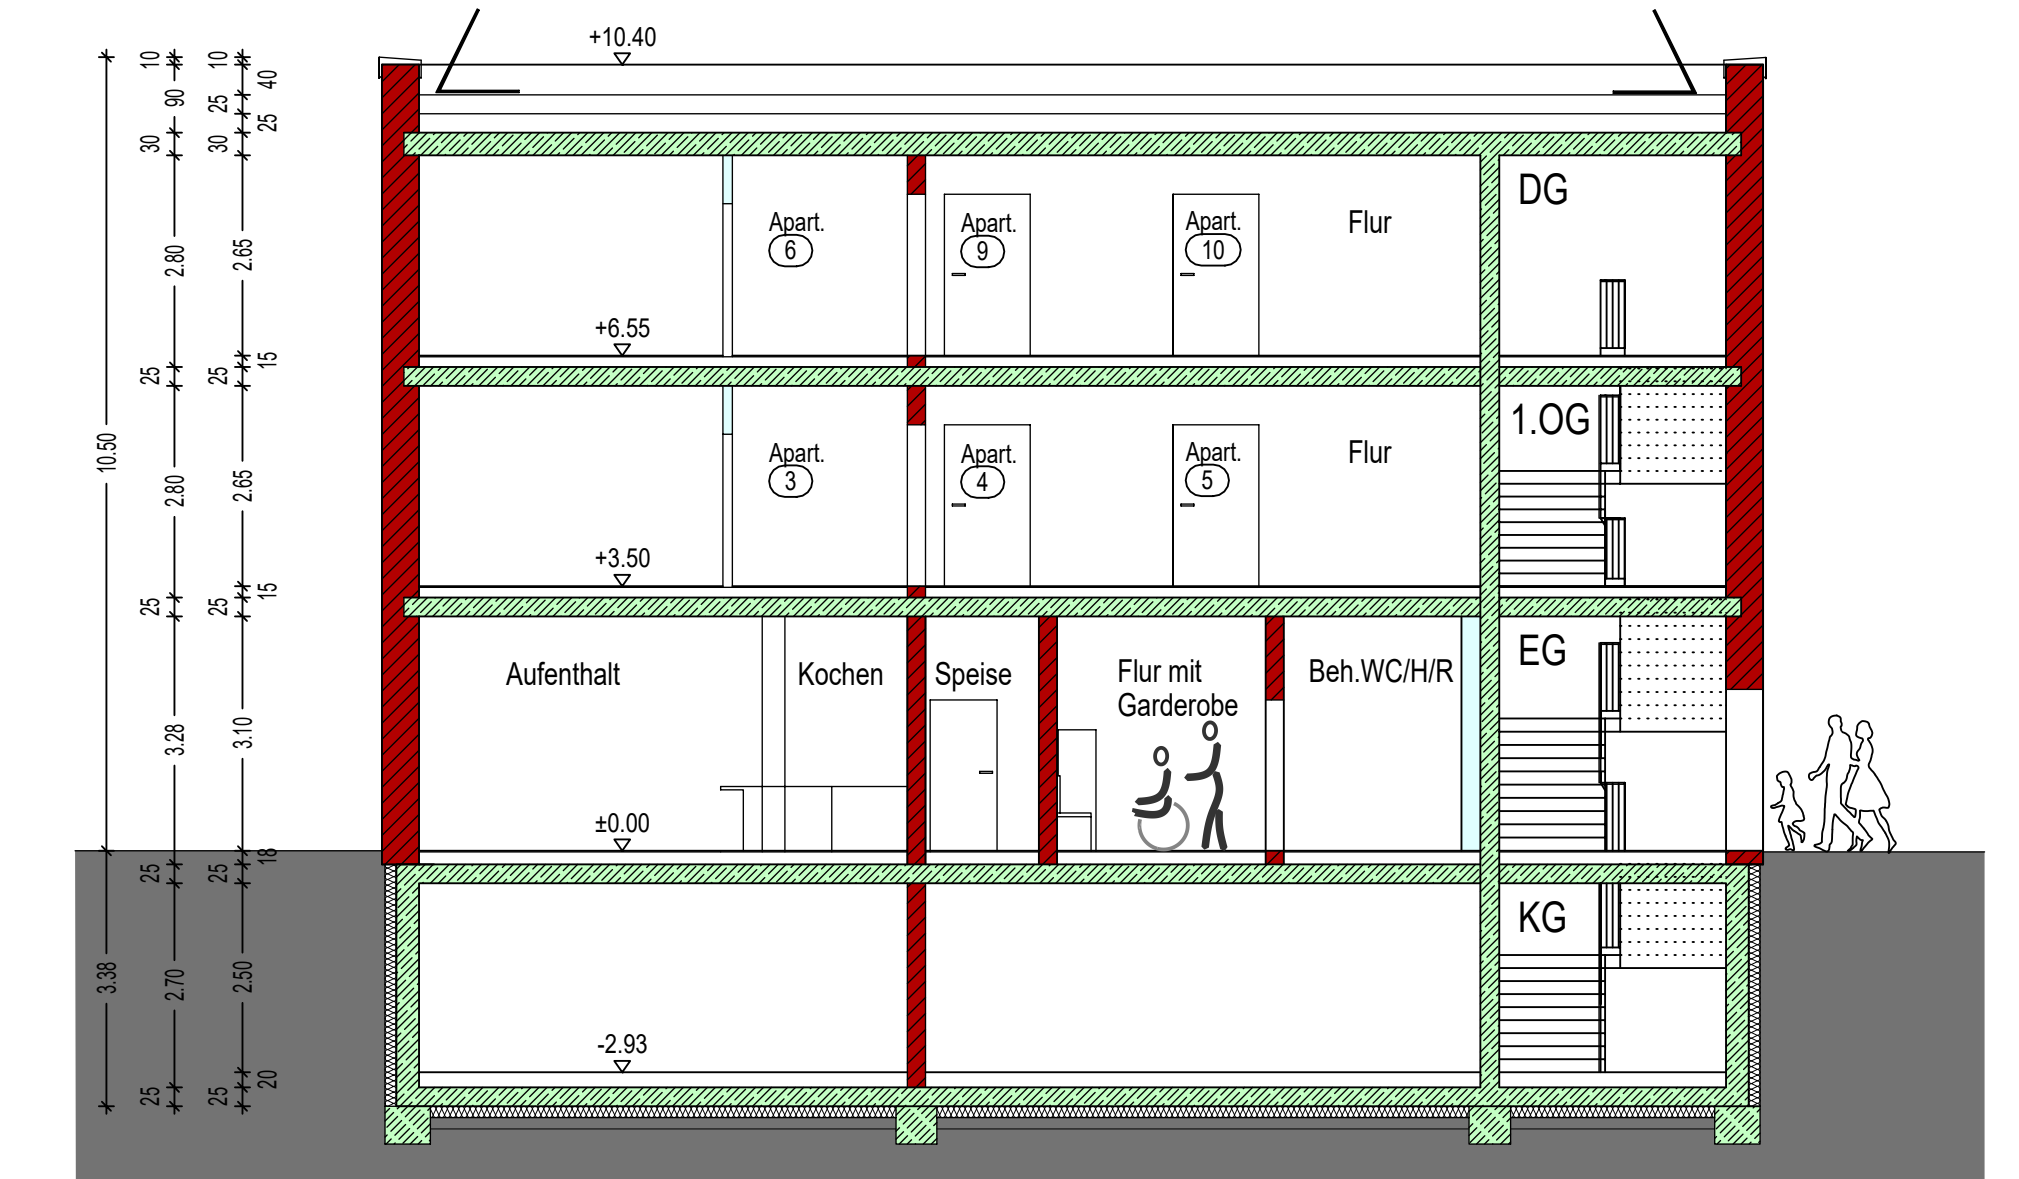 +10.40
10
10
40
90
25
25
30
30
DG
Apart.
6
Apart.
9
Apart.
10
Flur
2.80
2.65
+6.55
15
25
25
1.OG
Apart.
3
Apart.
4
Apart.
5
Flur
10.50
2.80
2.65
+3.50
15
25
25
EG
Aufenthalt
Kochen
Speise
Flur mit
Garderobe
Beh.WC/H/R
3.28
3.10
±0.00
18
25
25
KG
3.38
2.70
2.50
-2.93
20
25
25